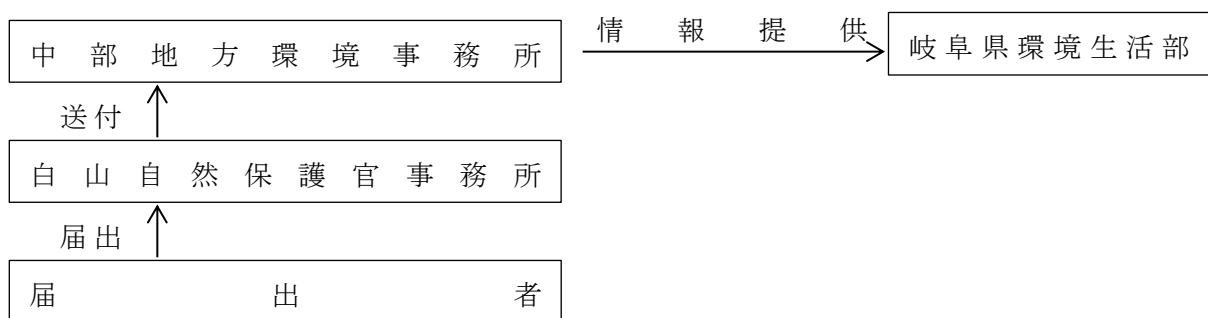 情報提供
中部地方環境事務所
岐阜県環境生活部
送付
白山自然保護官事務所
届出
届出者